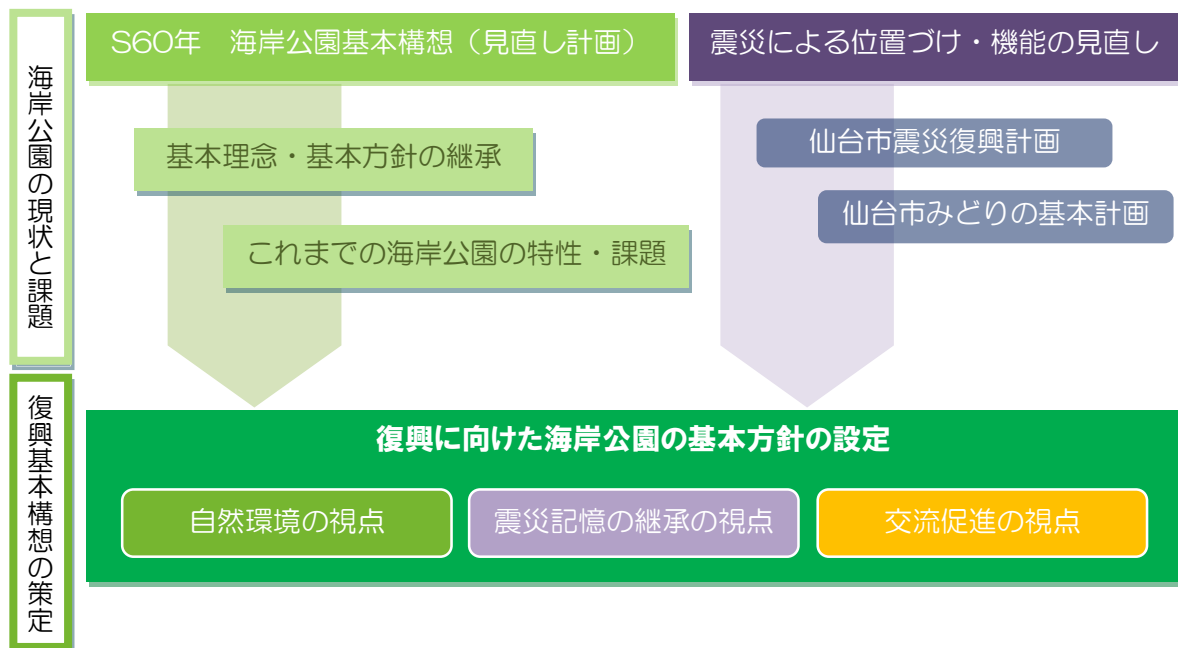 海岸公園の現状と課題
S60年　海岸公園基本構想（見直し計画）
震災による位置づけ・機能の見直し
基本理念・基本方針の継承
これまでの海岸公園の特性・課題
仙台市震災復興計画
仙台市みどりの基本計画
復興基本構想の策定
復興に向けた海岸公園の基本方針の設定
自然環境の視点
震災記憶の継承の視点
交流促進の視点